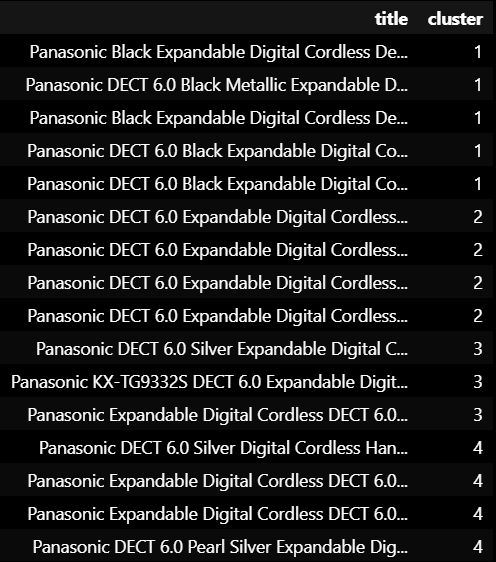 title cluster
Panasonic Black Expandable Digital Cordless De... 1
Panasonic DECT 6.0 Black Metallic Expandable D... 1
Panasonic Black Expandable Digital Cordless De... 1
Panasonic DECT 6.0 Black Expandable Digital Co... 1
Panasonic DECT 6.0 Black Expandable Digital Co... 1
Panasonic DECT 6.0 Expandable Digital Cordless... 2
Panasonic DECT 6.0 Expandable Digital Cordless... 2
Panasonic DECT 6.0 Expandable Digital Cordless... 2
Panasonic DECT 6.0 Expandable Digital Cordless... 2
Panasonic DECT 6.0 Silver Expandable Digital C... 3
Panasonic KX-TG9332S DECT 6.0 Expandable Digit... 3
Panasonic Expandable Digital Cordless DECT 6.0... 3
Panasonic DECT 6.0 Silver Digital Cordless Han... 4
Panasonic Expandable Digital Cordless DECT 6.0... 4
Panasonic Expandable Digital Cordless DECT 6.0... 4
Panasonic DECT 6.0 Pearl Silver Expandable Dig... 4